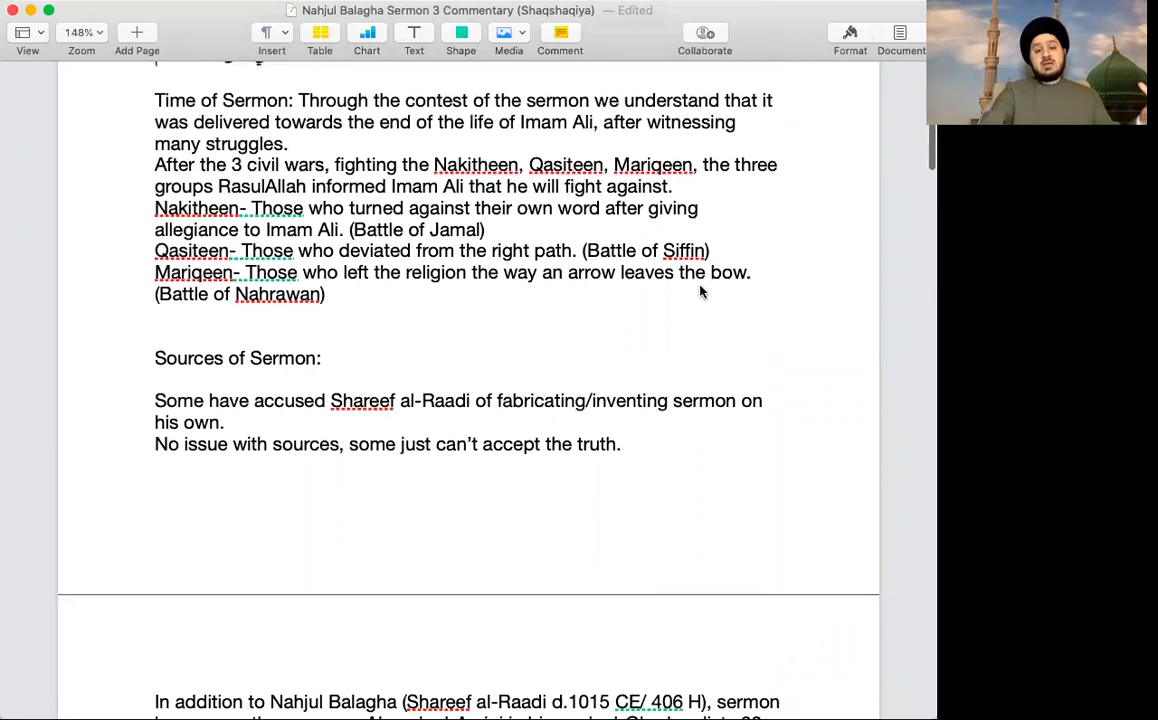 Nahjul Balagha Sermon 3 Commentary (Shaqshaqiya) — Edited
148%
View
Zoom
Add Page
Insert
Table
Chart
Text
Shape
Media
Comment
Collaborate
Format
Document
Time of Sermon: Through the contest of the sermon we understand that it
was delivered towards the end of the life of Imam Ali, after witnessing
many struggles.
After the 3 civil wars, fighting the Nakitheen, Qasiteen, Mariqeen, the three
groups RasulAllah informed Imam Ali that he will fight against.
Nakitheen- Those who turned against their own word after giving
allegiance to Imam Ali. (Battle of Jamal)
Qasiteen- Those who deviated from the right path. (Battle of Siffin)
Mariqeen- Those who left the religion the way an arrow leaves the bow.
(Battle of Nahrawan)
Sources of Sermon:
Some have accused Shareef al-Raadi of fabricating/inventing sermon on
his own.
No issue with sources, some just can’t accept the truth.
In addition to Nahjul Balagha (Shareef al-Raadi d.1015 CE/ 406 H), sermon